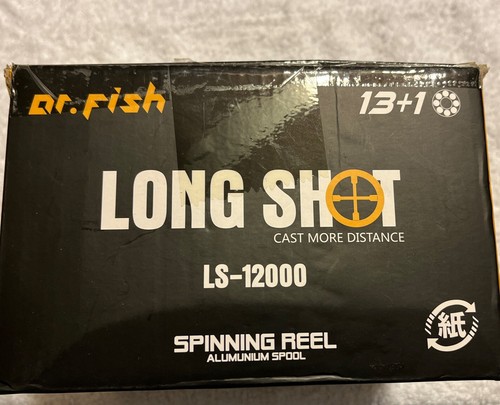 Dr.Fish
13+1
LONG SHOT
CAST MORE DISTANCE
LS-12000
紙
SPINNING REEL
ALUMUNIUM SPOOL